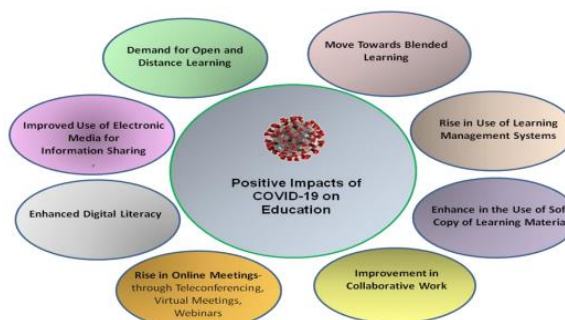 Positive Impacts of
COVID-19 on
Education
Demand for Open and
Distance Learning
Move Towards Blended
Learning
Rise in Use of Learning
Management Systems
Enhance in the Use of Sof
Copy of Learning Material
Improvement in
Collaborative Work
Rise in Online Meetings-
through Teleconferencing,
Virtual Meetings,
Webinars
Enhanced Digital Literacy
Improved Use of Electronic
Media for
Information Sharing